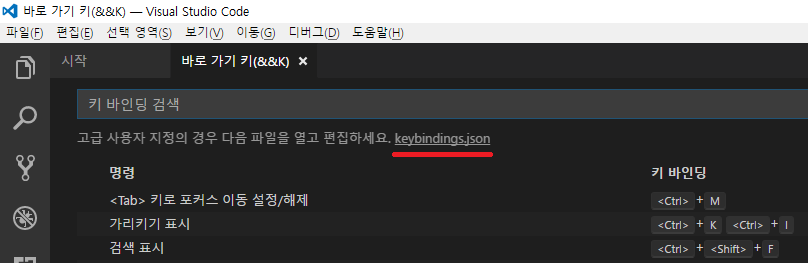 바로 가기 키(&&K) — Visual Studio Code
파일(F) 편집(E) 선택 영역(S) 보기(V) 이동(G) 디버그(D) 도움말(H)
시작 바로 가기 키(&&K) ×
키 바인딩 검색
고급 사용자 지정의 경우 다음 파일을 열고 편집하세요. keybindings.json
명령 키 바인딩
<Tab> 키로 포커스 이동 설정/해제 <Ctrl> + M
가리키기 표시 <Ctrl> + K <Ctrl> + I
검색 표시 <Ctrl> + <Shift> + F